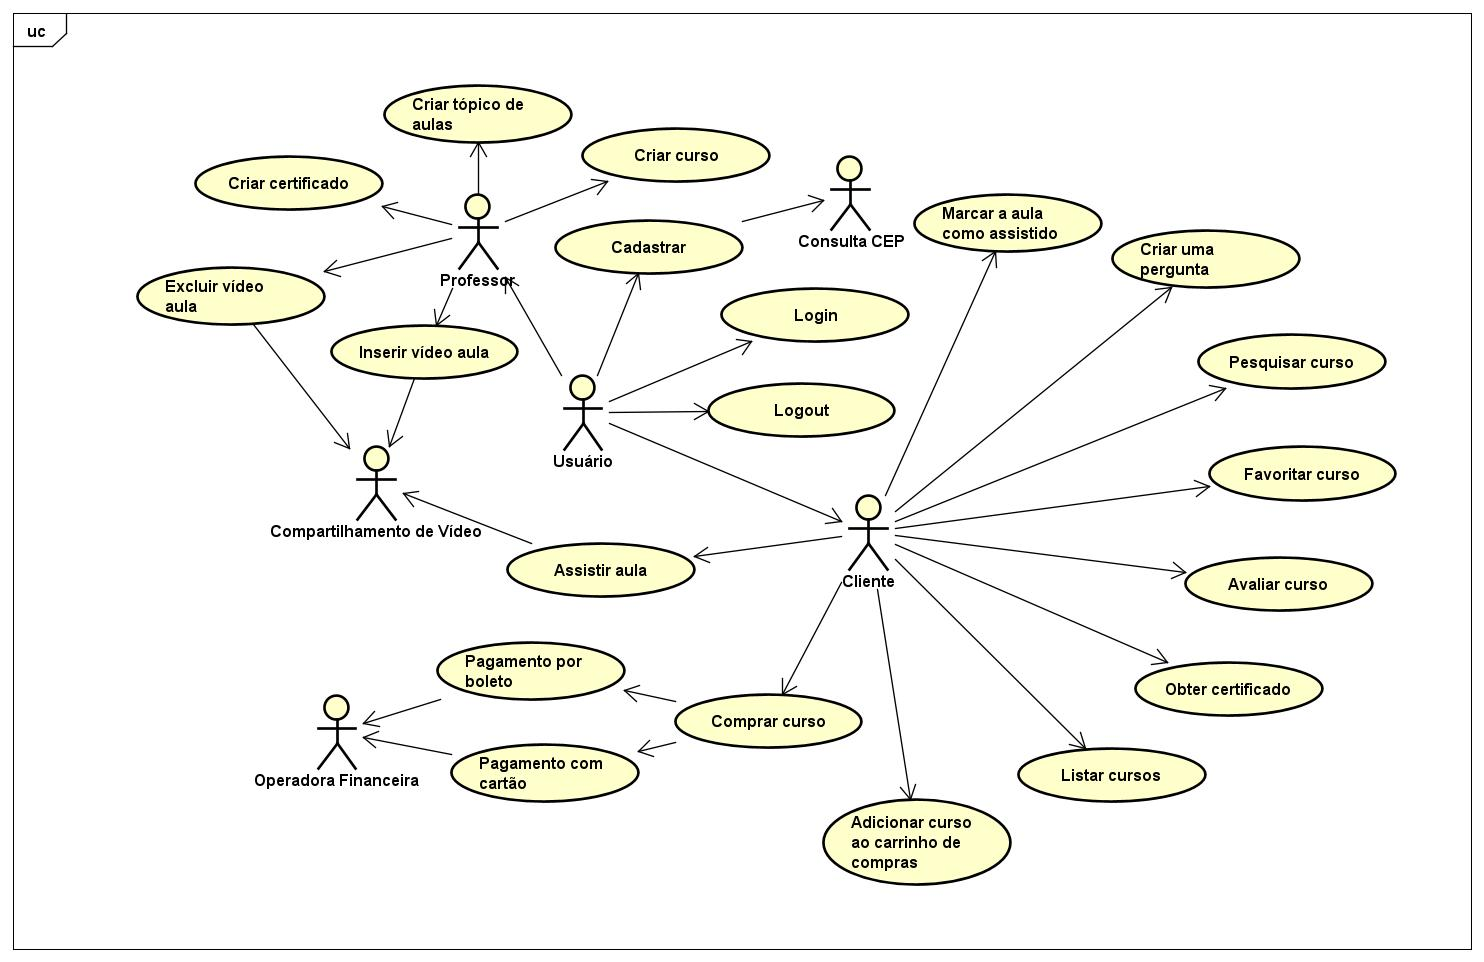 uc
Criar tópico de
aulas
Criar curso
Criar certificado
Consulta CEP
Marcar a aula
como assistido
Cadastrar
Criar uma
pergunta
Professor
Excluir vídeo
aula
Login
Inserir vídeo aula
Pesquisar curso
Logout
Usuário
Favoritar curso
Compartilhamento de Vídeo
Assistir aula
Cliente
Avaliar curso
Pagamento por
boleto
Obter certificado
Comprar curso
Operadora Financeira
Pagamento com
cartão
Listar cursos
Adicionar curso
ao carrinho de
compras